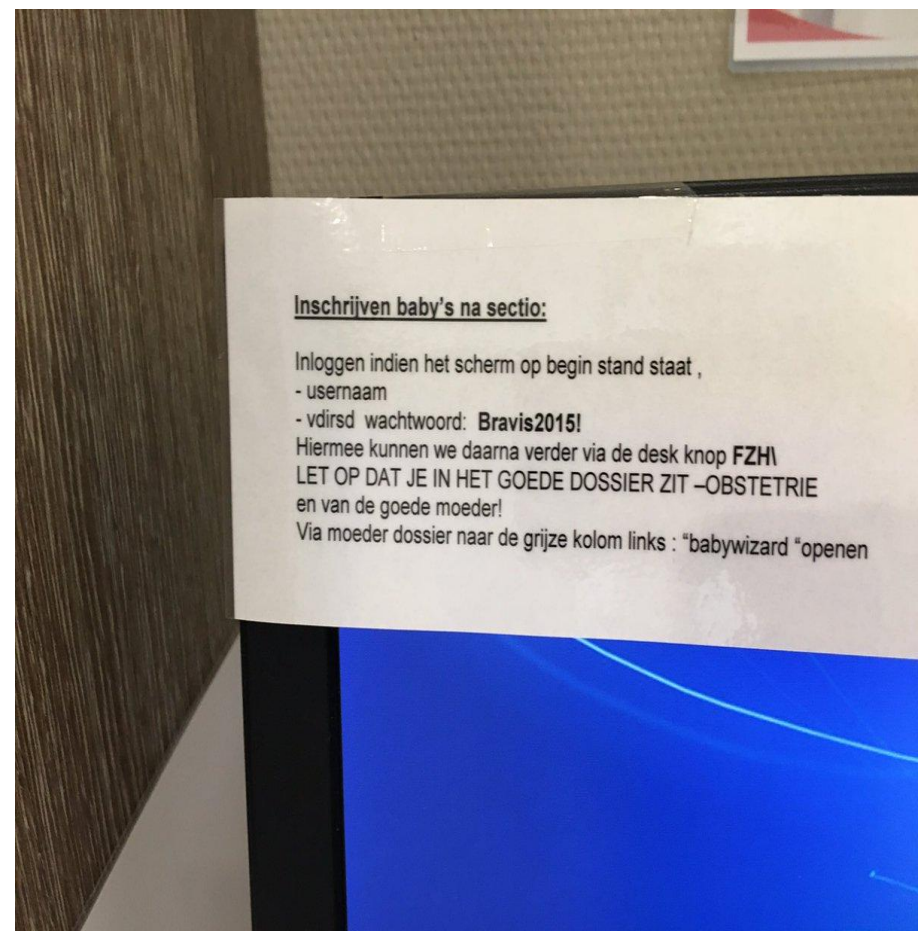 Inschrijven baby's na sectio:
Inloggen indien het scherm op begin stand staat ,
- usernaam
- vdirsd wachtwoord: Bravis2015!
Hiermee kunnen we daarna verder via de desk knop FZH\
LET OP DAT JE IN HET GOEDE DOSSIER ZIT –OBSTETRIE
en van de goede moeder!
Via moeder dossier naar de grijze kolom links : “babywizard “openen